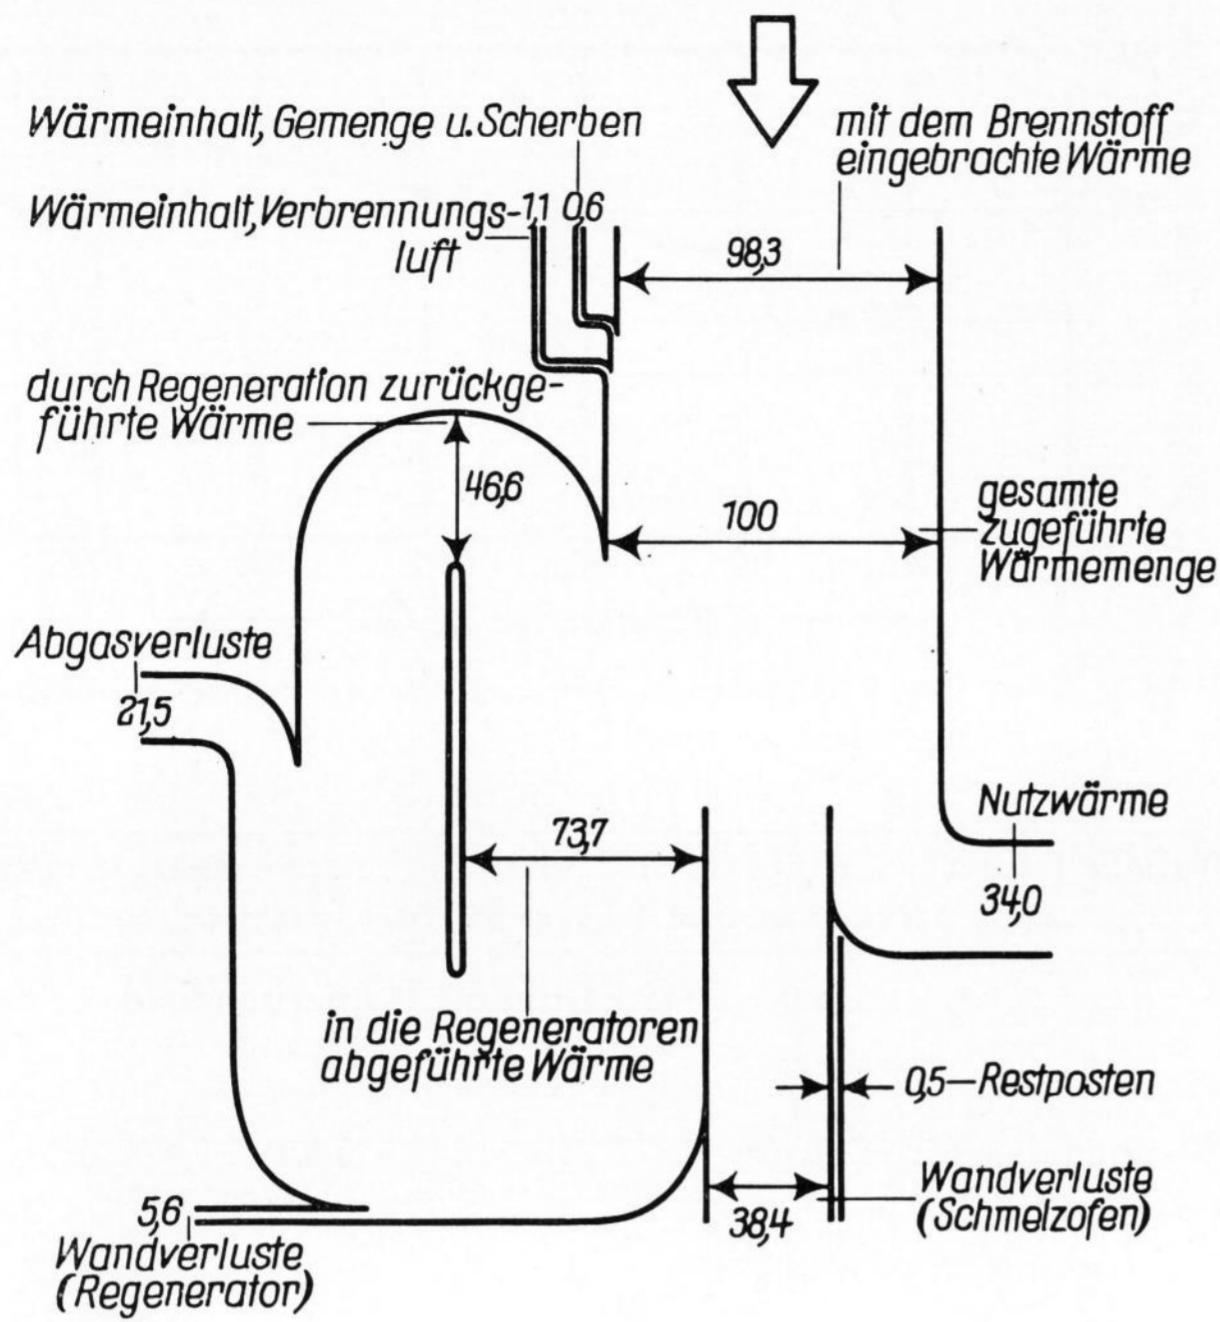 Wärmeinhalt, Gemenge u. Scherben
mit dem Brennstoff
eingebrachte Wärme
Wärmeinhalt, Verbrennungs-
luft
1,1 0,6
98,3
durch Regeneration zurückge-
führte Wärme
46,6
100
gesamte
zugeführte
Wärmemenge
Abgasverluste
21,5
73,7
Nutzwärme
34,0
in die Regeneratoren
abgeführte Wärme
0,5 — Restposten
5,6
Wandverluste
(Regenerator)
38,4
Wandverluste
(Schmelzofen)